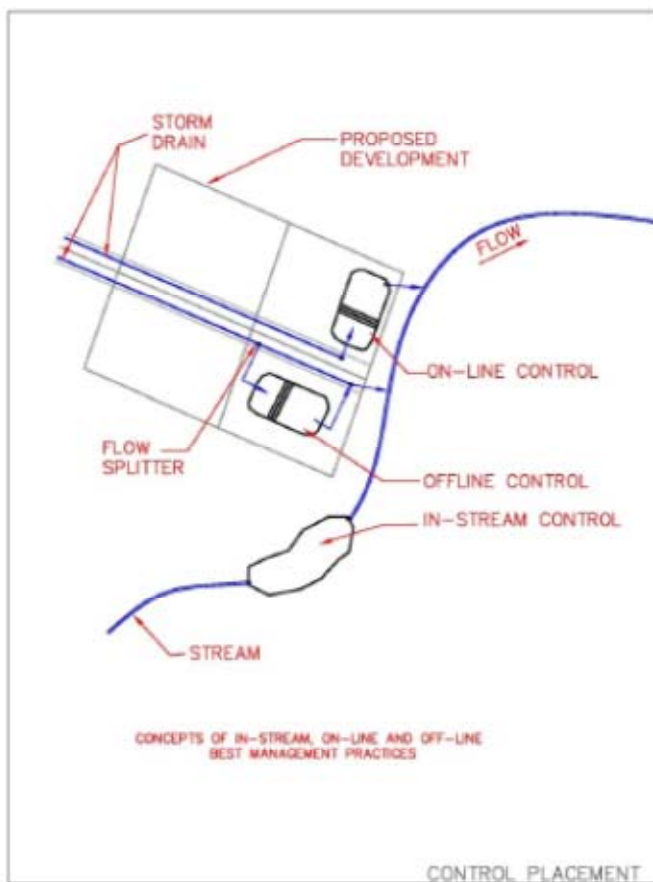 STORM
DRAIN
PROPOSED
DEVELOPMENT
FLOW
ON-LINE CONTROL
FLOW
SPLITTER
OFFLINE CONTROL
IN-STREAM CONTROL
STREAM
CONCEPTS OF IN-STREAM, ON-LINE AND OFF-LINE
BEST MANAGEMENT PRACTICES
CONTROL PLACEMENT